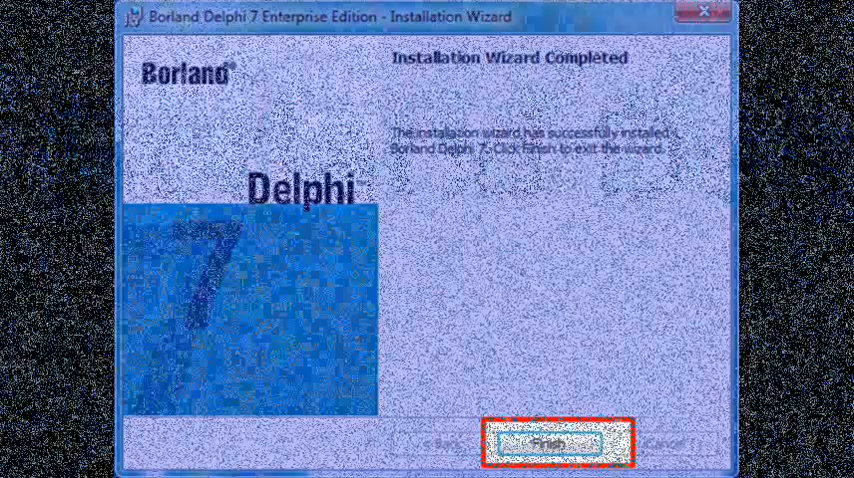 Borland Delphi 7 Enterprise Edition - Installation Wizard
Borland®
Installation Wizard Completed
The installation wizard has successfully installed
Borland Delphi 7. Click Finish to exit the wizard.
Delphi
7
< Back
Finish
Cancel